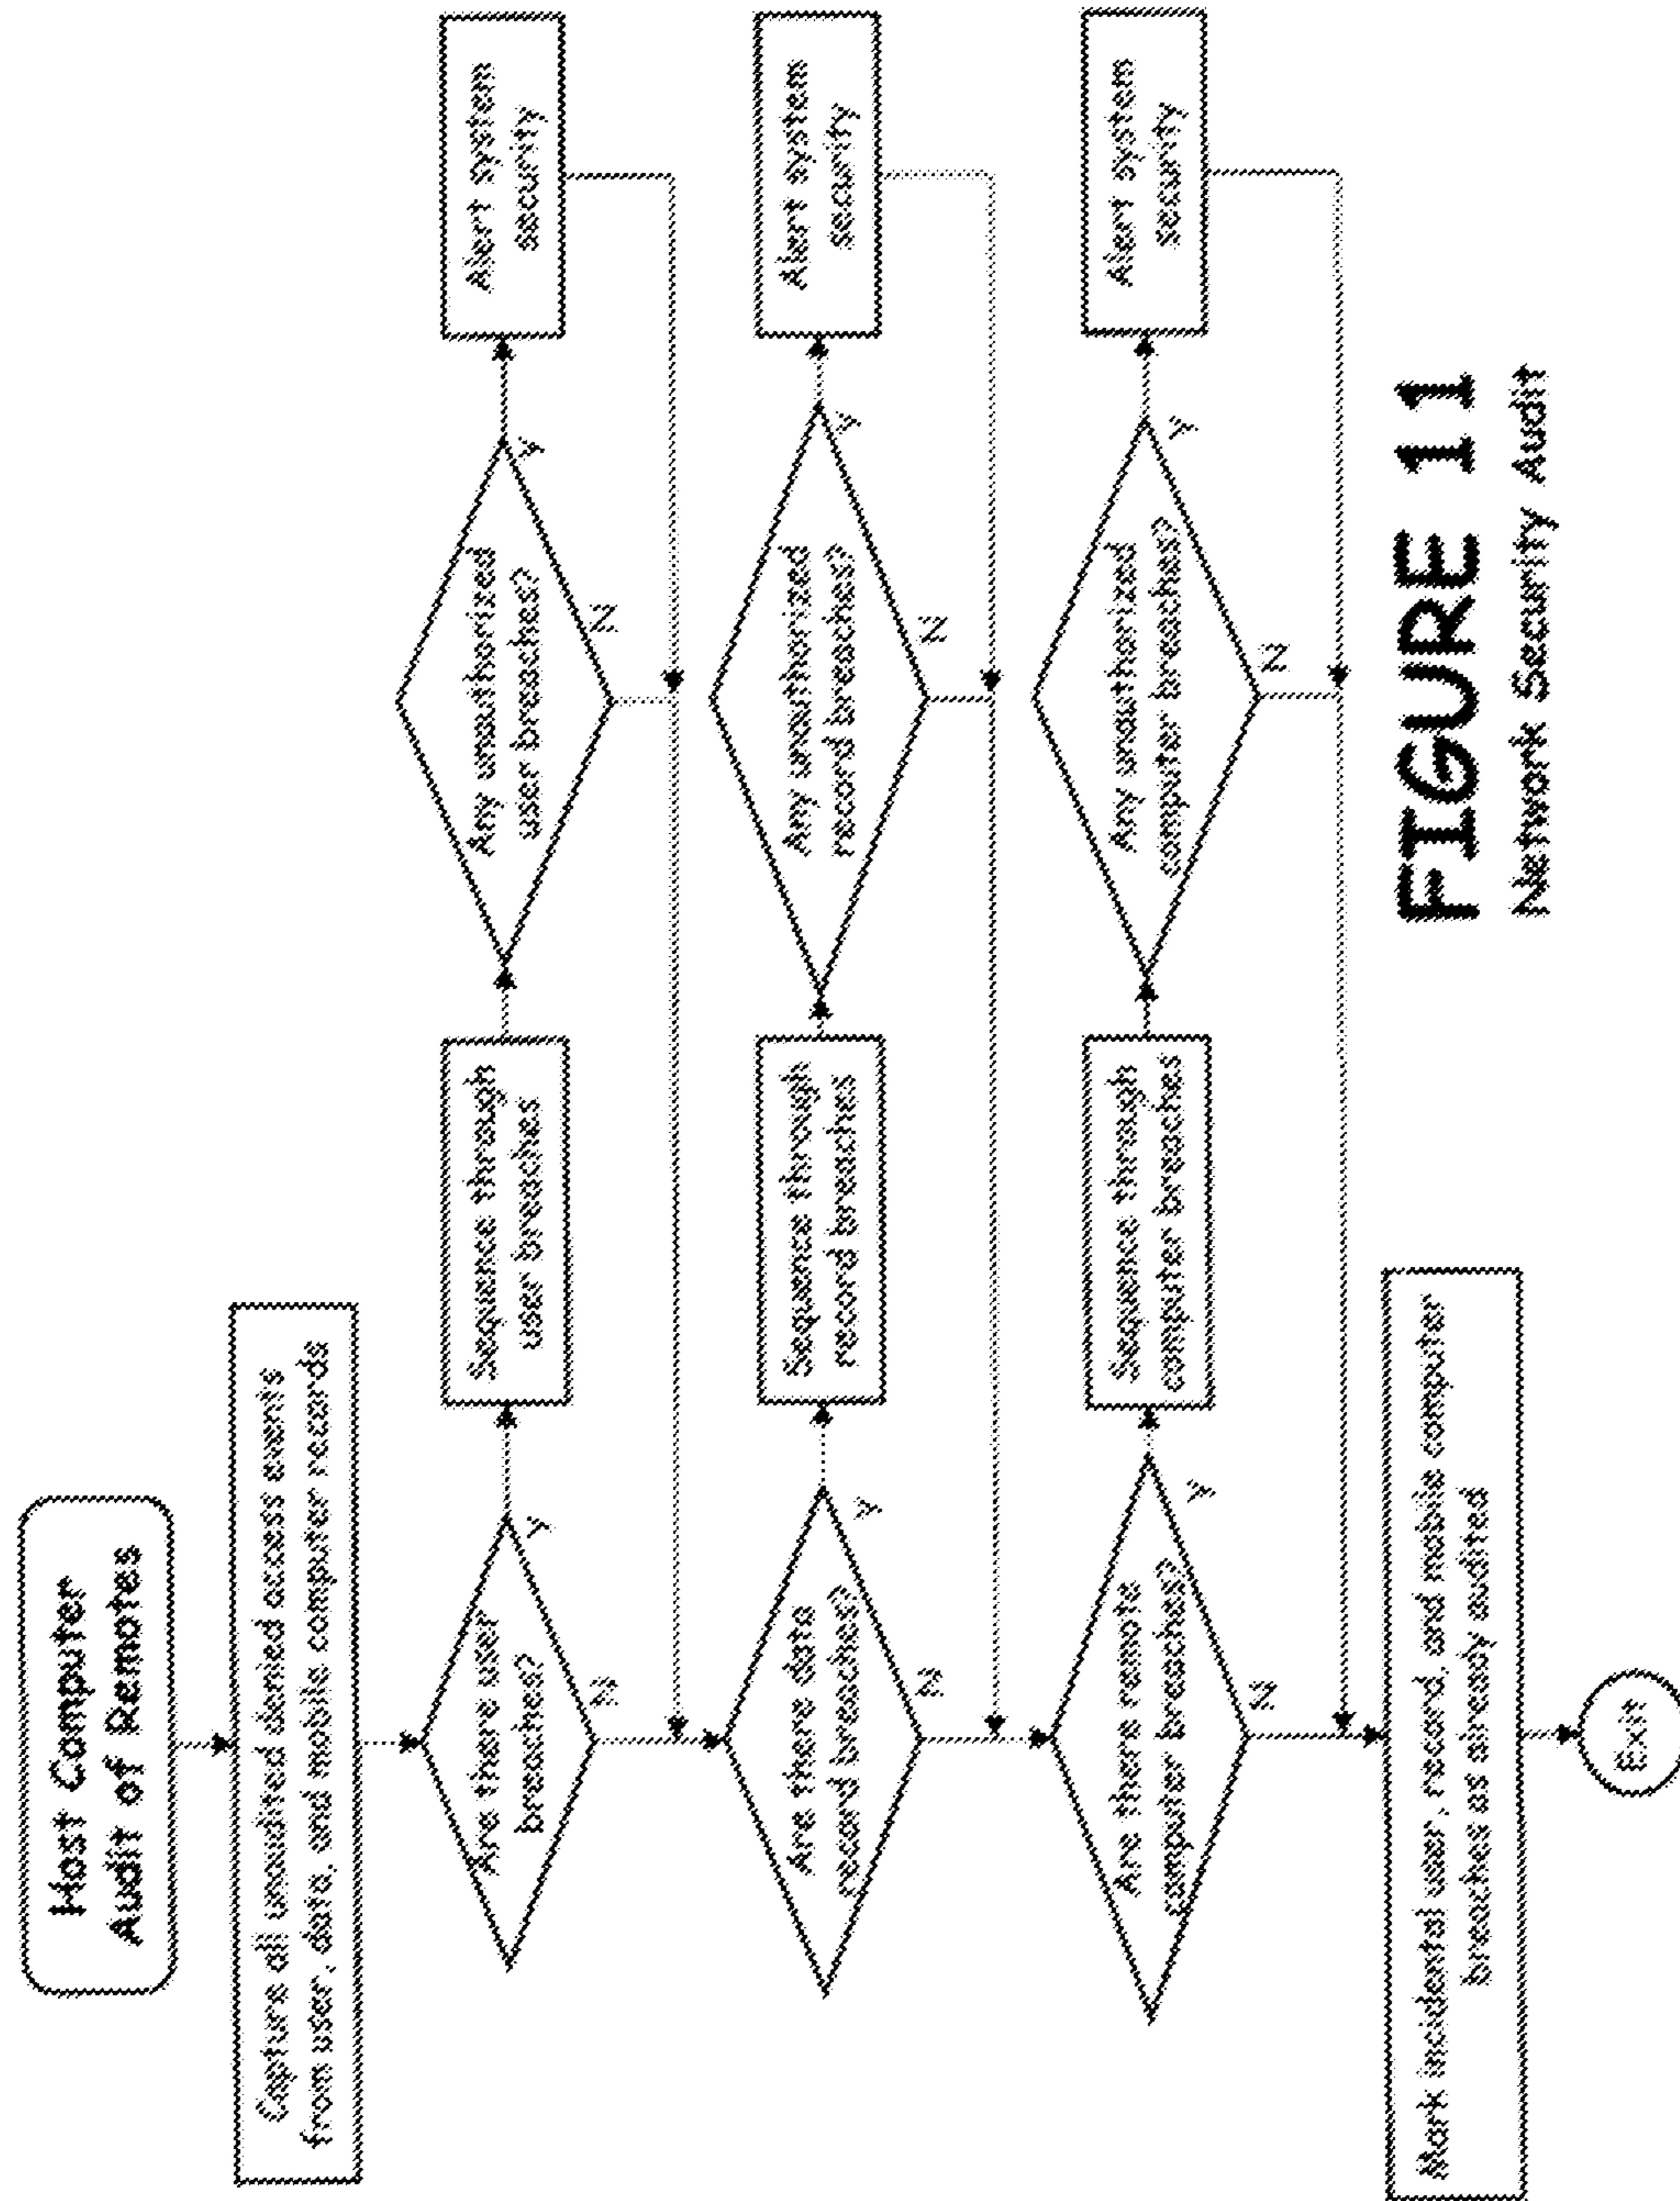 Host Computer
Audit of Remotes
Capture all unaudited denied access events
from user, data, and mobile computer records
Are there user
breaches?
Y
N
Sequence through
user breaches
Any unauthorized
user breaches?
Y
N
Alert system
security
Are there data
record breeches?
Y
N
Sequence through
record breaches
Any unauthorized
record breaches?
Y
N
Alert system
security
Are there remote
computer breaches?
Y
N
Sequence through
computer breaches
Any unauthorized
computer breaches?
Y
N
Alert system
security
Mark incidental user, record, and mobile computer
breaches as already audited
Exit
FIGURE 11
Network Security Audit